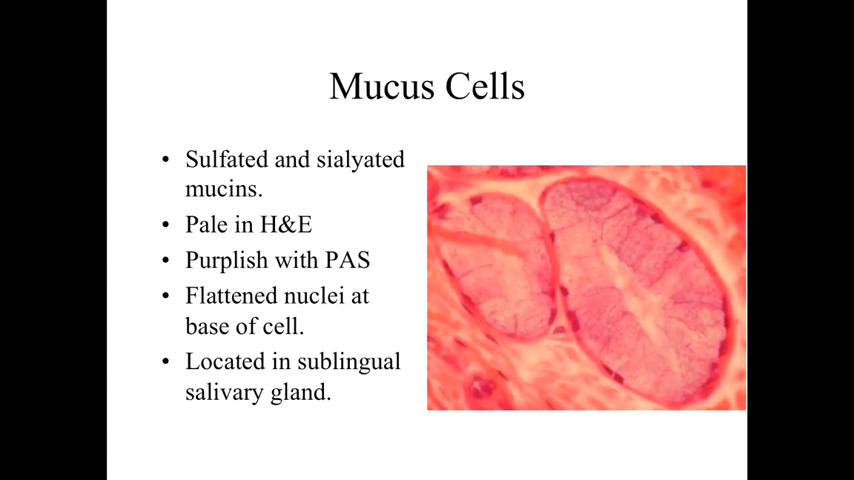 Mucus Cells
• Sulfated and sialyated
mucins.
• Pale in H&E
• Purplish with PAS
• Flattened nuclei at
base of cell.
• Located in sublingual
salivary gland.